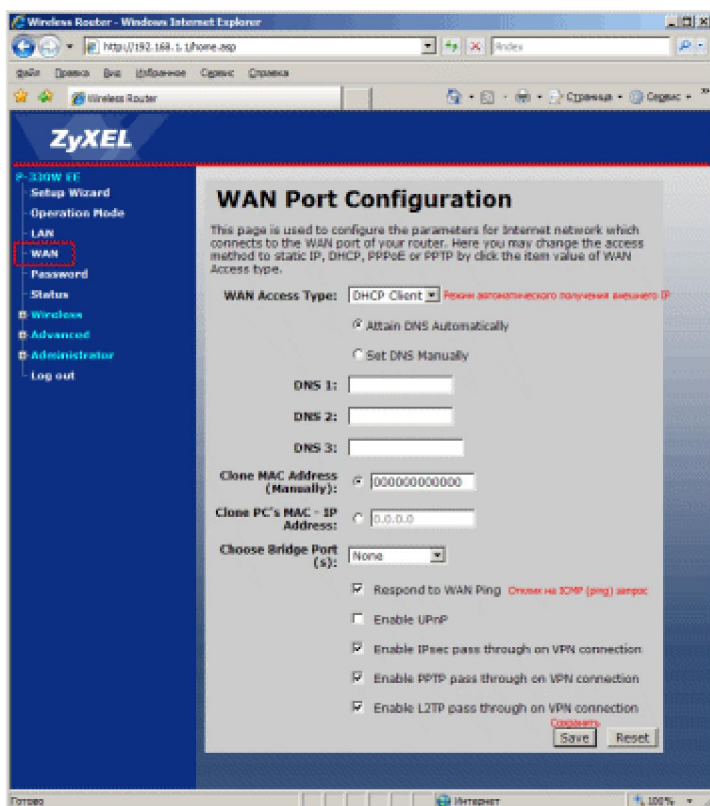 Wireless Router - Windows Internet Explorer
http://192.168.1.1/home.asp
Яndex
Файл Правка Вид Избранное Сервис Справка
Wireless Router
Страница
Сервис
ZyXEL
P-330W EE
Setup Wizard
Operation Mode
LAN
WAN
Password
Status
Wireless
Advanced
Administrator
Log out
WAN Port Configuration
This page is used to configure the parameters for Internet network which
connects to the WAN port of your router. Here you may change the access
method to static IP, DHCP, PPPoE or PPTP by click the item value of WAN
Access type.
WAN Access Type: DHCP Client Режим автоматического получения внешнего IP
Attain DNS Automatically
Set DNS Manually
DNS 1:
DNS 2:
DNS 3:
Clone MAC Address
(Manually): 000000000000
Clone PC's MAC - IP
Address: 0.0.0.0
Choose Bridge Port
(s): None
Respond to WAN Ping Отклик на ICMP (ping) запрос
Enable UPnP
Enable IPsec pass through on VPN connection
Enable PPTP pass through on VPN connection
Enable L2TP pass through on VPN connection
Сохранить
Save Reset
Готово
Интернет
100%